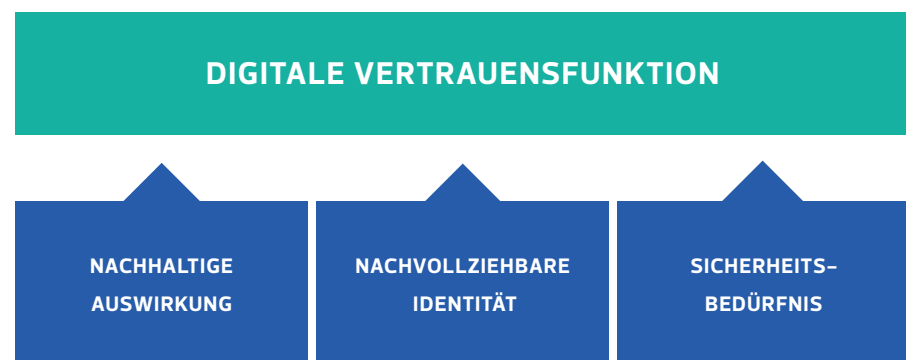 DIGITALE VERTRAUENSFUNKTION
NACHHALTIGE
AUSWIRKUNG
NACHVOLLZIEHBARE
IDENTITÄT
SICHERHEITS–
BEDÜRFNIS